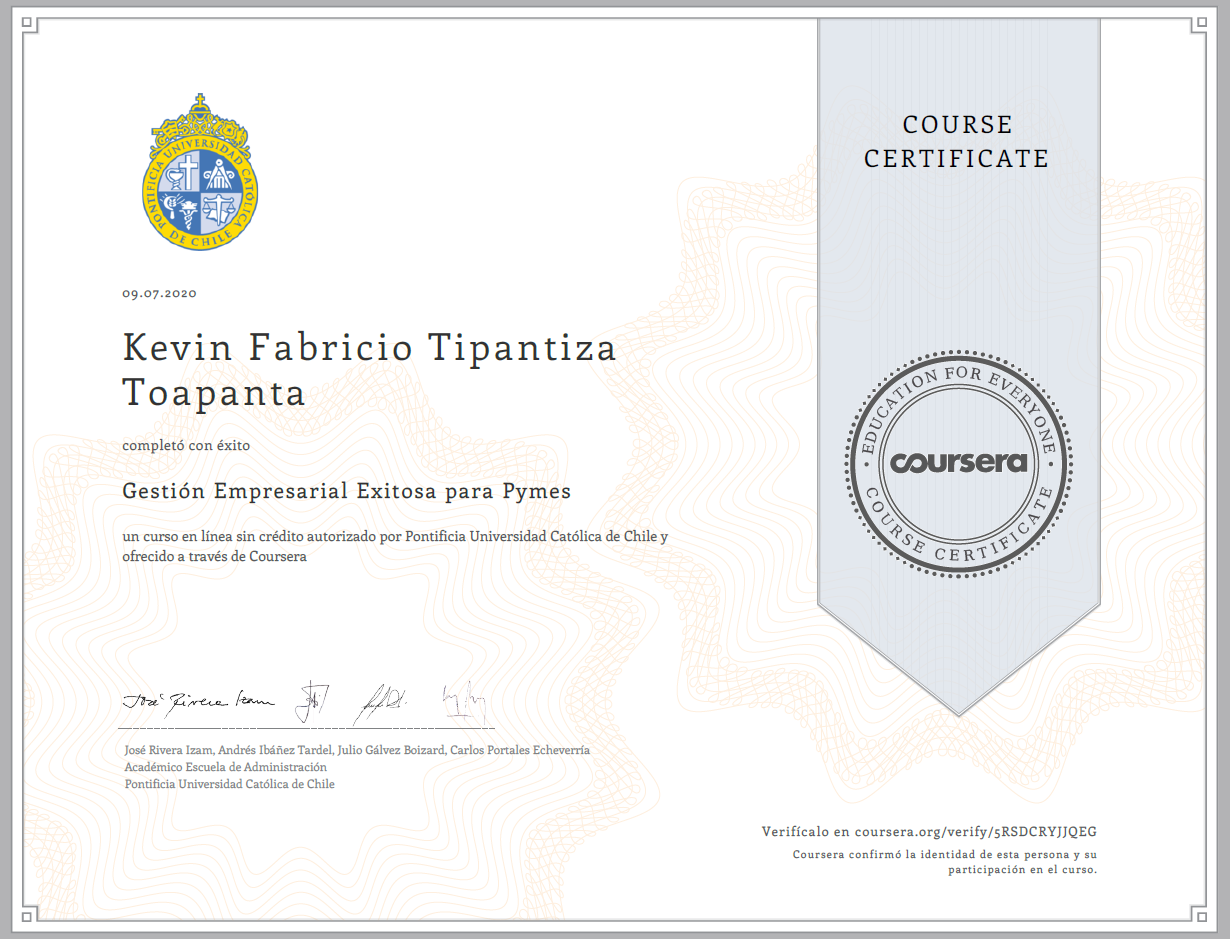 COURSE
CERTIFICATE
PONTIFICIA UNIVERSIDAD CATOLICA
DE CHILE
09.07.2020
Kevin Fabricio Tipantiza
Toapanta
completó con éxito
Gestión Empresarial Exitosa para Pymes
un curso en línea sin crédito autorizado por Pontificia Universidad Católica de Chile y
ofrecido a través de Coursera
EDUCATION FOR EVERYONE
coursera
COURSE CERTIFICATE
José Rivera Izam
José Rivera Izam, Andrés Ibáñez Tardel, Julio Gálvez Boizard, Carlos Portales Echeverría
Académico Escuela de Administración
Pontificia Universidad Católica de Chile
Verifícalo en coursera.org/verify/5RSDCRYJJQEG
Coursera confirmó la identidad de esta persona y su
participación en el curso.